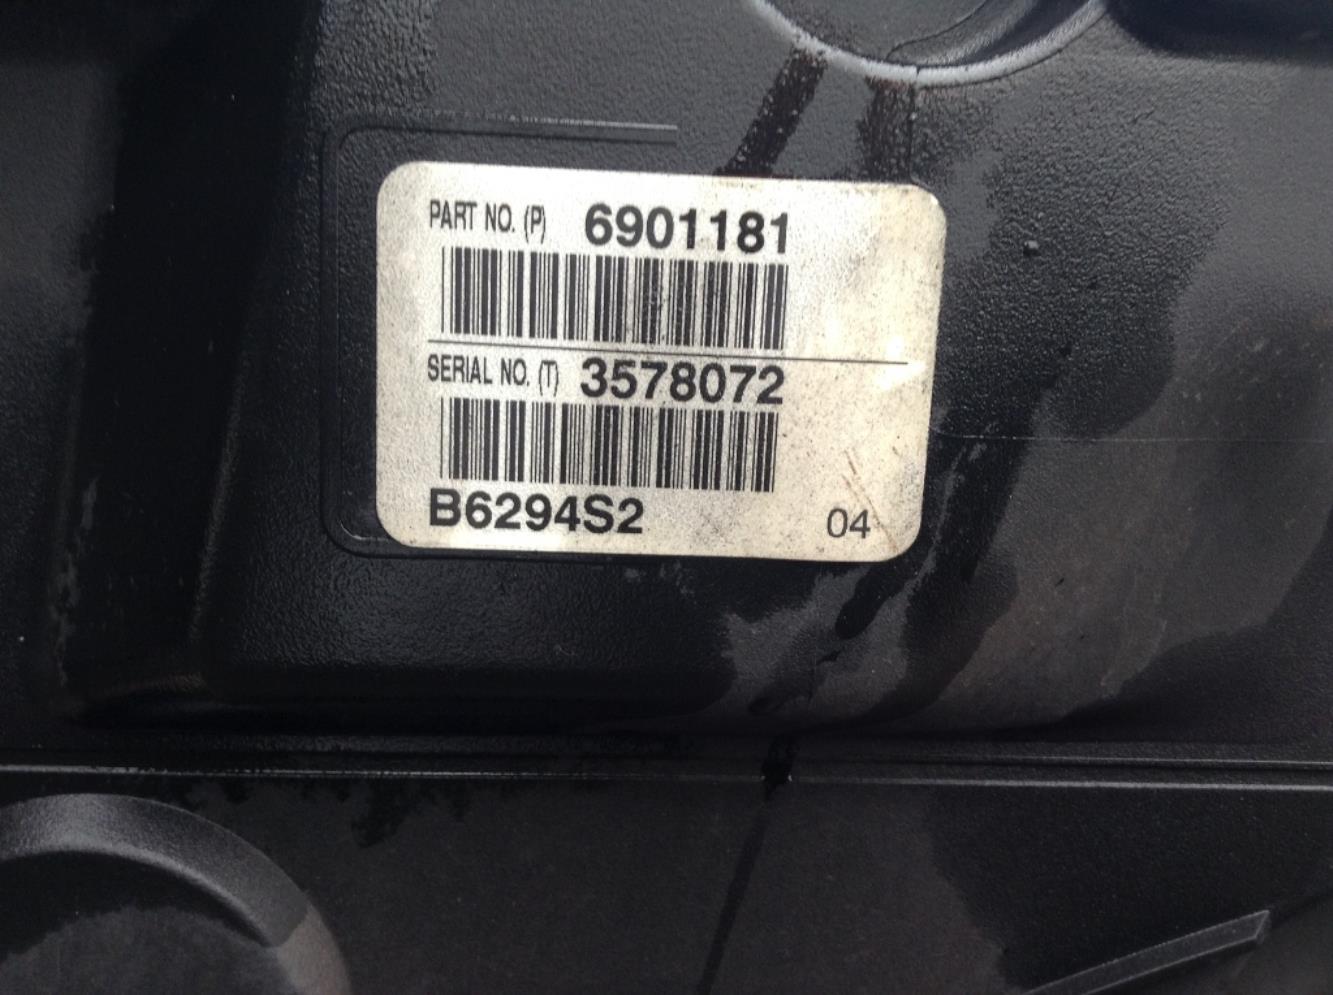 PART NO. (P) 6901181
SERIAL NO. (T) 3578072
B6294S2 04